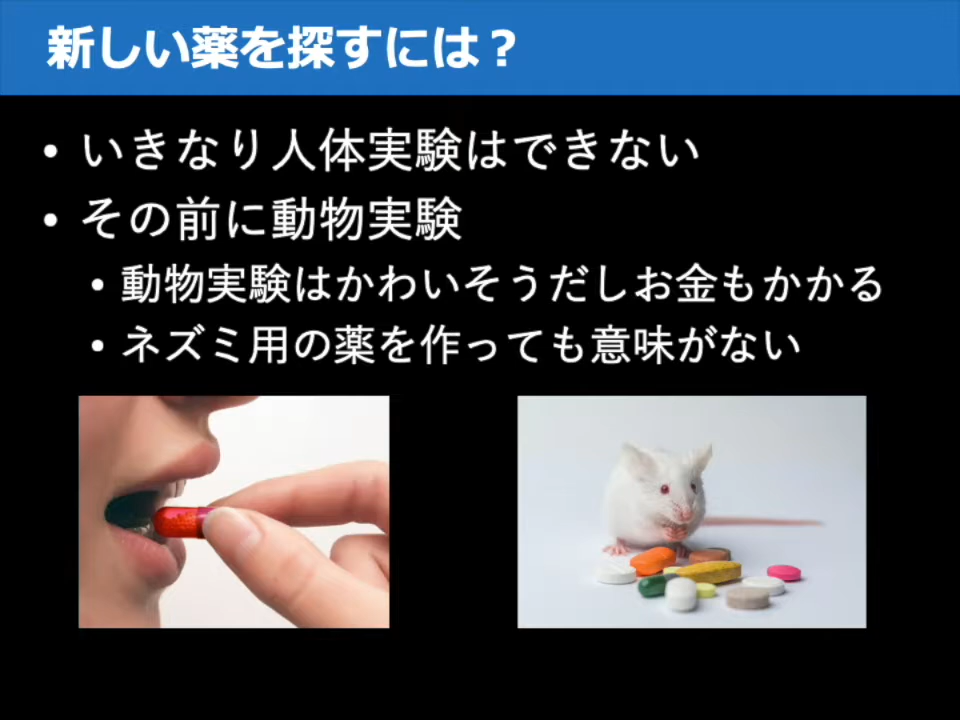 新しい薬を探すには？
• いきなり人体実験はできない
• その前に動物実験
• 動物実験はかわいそうだしお金もかかる
• ネズミ用の薬を作っても意味がない